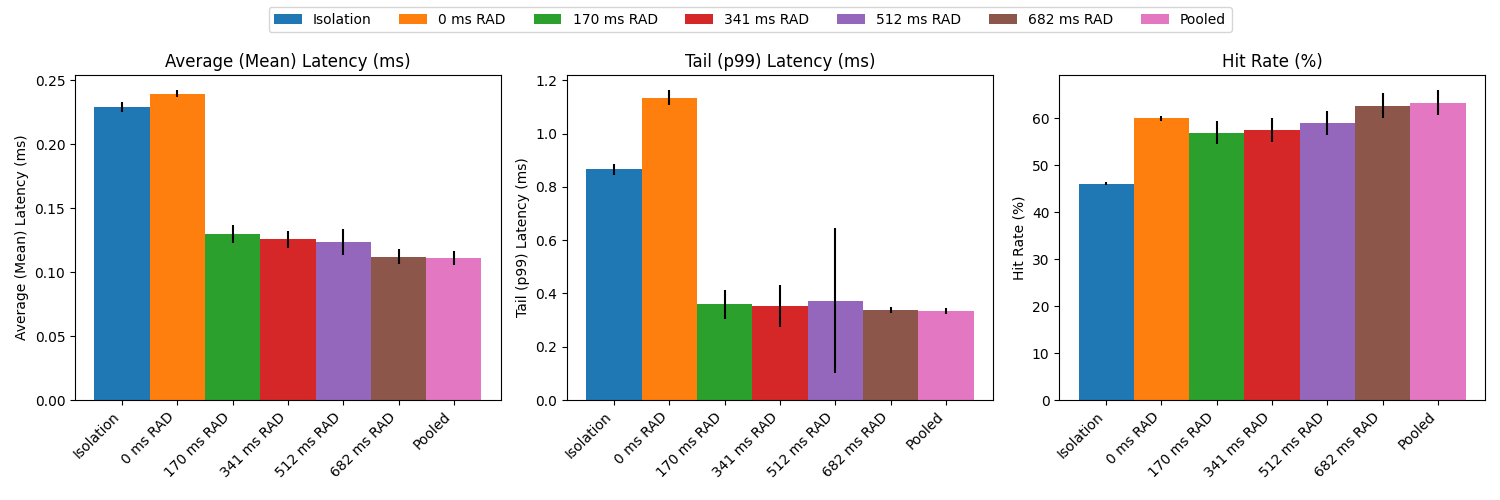 Isolation 0 ms RAD 170 ms RAD 341 ms RAD 512 ms RAD 682 ms RAD Pooled
Average (Mean) Latency (ms)
Average (Mean) Latency (ms)
0.25
0.20
0.15
0.10
0.05
0.00
Isolation
0 ms RAD
170 ms RAD
341 ms RAD
512 ms RAD
682 ms RAD
Pooled
Tail (p99) Latency (ms)
Tail (p99) Latency (ms)
1.2
1.0
0.8
0.6
0.4
0.2
0.0
Isolation
0 ms RAD
170 ms RAD
341 ms RAD
512 ms RAD
682 ms RAD
Pooled
Hit Rate (%)
Hit Rate (%)
60
50
40
30
20
10
0
Isolation
0 ms RAD
170 ms RAD
341 ms RAD
512 ms RAD
682 ms RAD
Pooled